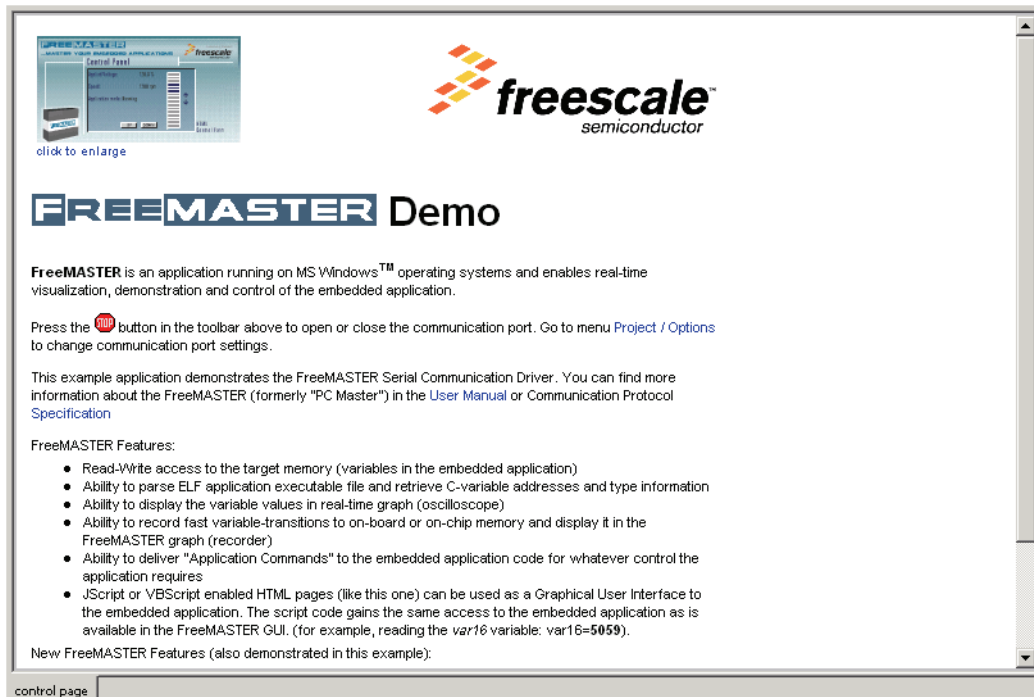 FREEMASTER
...MASTER YOUR EMBEDDED APPLICATIONS
freescale
Control Panel
click to enlarge
freescale™
semiconductor
FREEMASTER Demo
FreeMASTER is an application running on MS Windows™ operating systems and enables real-time
visualization, demonstration and control of the embedded application.
Press the STOP button in the toolbar above to open or close the communication port. Go to menu Project / Options
to change communication port settings.
This example application demonstrates the FreeMASTER Serial Communication Driver. You can find more
information about the FreeMASTER (formerly "PC Master") in the User Manual or Communication Protocol
Specification
FreeMASTER Features:
● Read-Write access to the target memory (variables in the embedded application)
● Ability to parse ELF application executable file and retrieve C-variable addresses and type information
● Ability to display the variable values in real-time graph (oscilloscope)
● Ability to record fast variable-transitions to on-board or on-chip memory and display it in the
FreeMASTER graph (recorder)
● Ability to deliver "Application Commands" to the embedded application code for whatever control the
application requires
● JScript or VBScript enabled HTML pages (like this one) can be used as a Graphical User Interface to
the embedded application. The script code gains the same access to the embedded application as is
available in the FreeMASTER GUI. (for example, reading the var16 variable: var16=5059).
New FreeMASTER Features (also demonstrated in this example):
control page